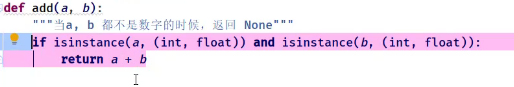 def add(a, b):
"""当a, b 都不是数字的时候，返回 None"""
if isinstance(a, (int, float)) and isinstance(b, (int, float)):
return a + b